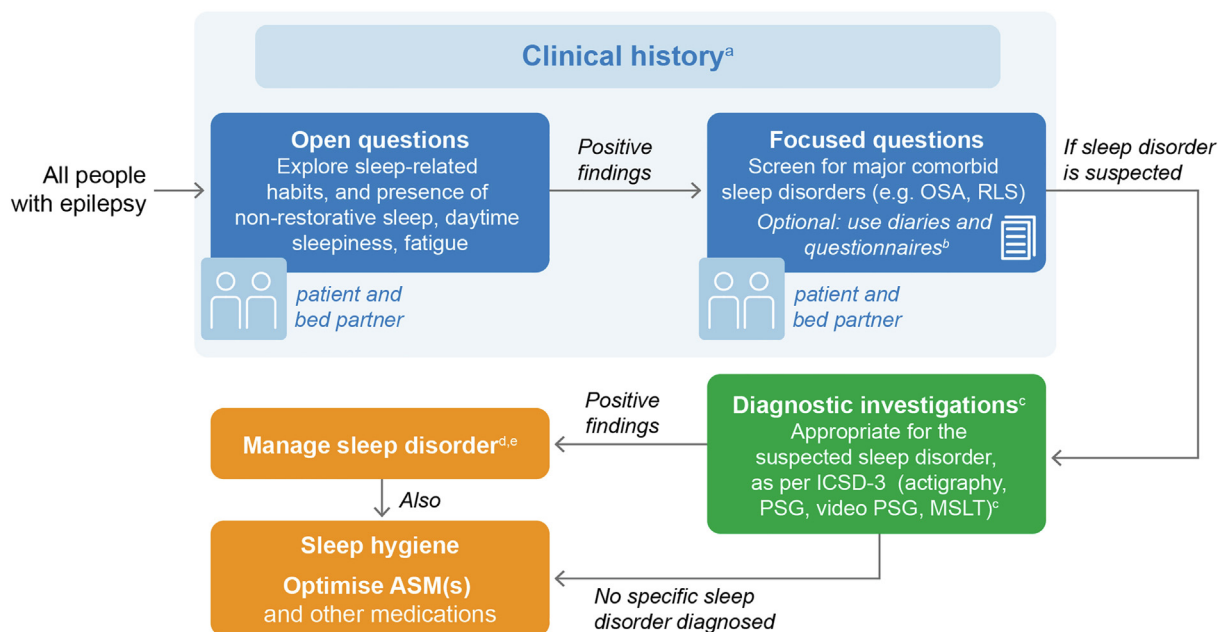 Clinical historyᵃ
All people
with epilepsy
Open questions
Explore sleep-related
habits, and presence of
non-restorative sleep, daytime
sleepiness, fatigue
patient and
bed partner
Positive
findings
Focused questions
Screen for major comorbid
sleep disorders (e.g. OSA, RLS)
Optional: use diaries and
questionnairesᵇ
patient and
bed partner
If sleep disorder
is suspected
Diagnostic investigationsᶜ
Appropriate for the
suspected sleep disorder,
as per ICSD-3 (actigraphy,
PSG, video PSG, MSLT)ᶜ
Positive
findings
Manage sleep disorderᵈ,ᵉ
Also
Sleep hygiene
Optimise ASM(s)
and other medications
No specific sleep
disorder diagnosed